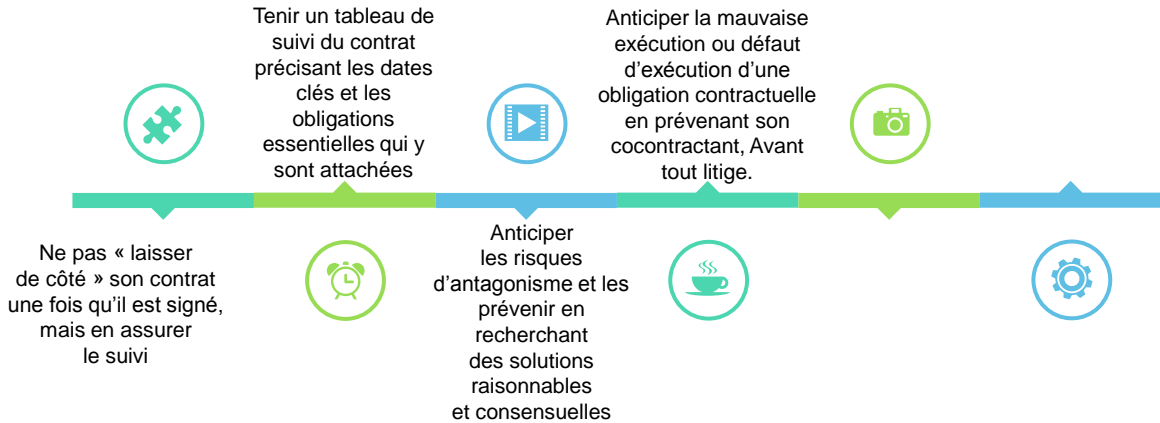 Ne pas « laisser
de côté » son contrat
une fois qu'il est signé,
mais en assurer
le suivi
Tenir un tableau de
suivi du contrat
précisant les dates
clés et les
obligations
essentielles qui y
sont attachées
Anticiper
les risques
d'antagonisme et les
prévenir en
recherchant
des solutions
raisonnables
et consensuelles
Anticiper la mauvaise
exécution ou défaut
d'exécution d'une
obligation contractuelle
en prévenant son
cocontractant, Avant
tout litige.